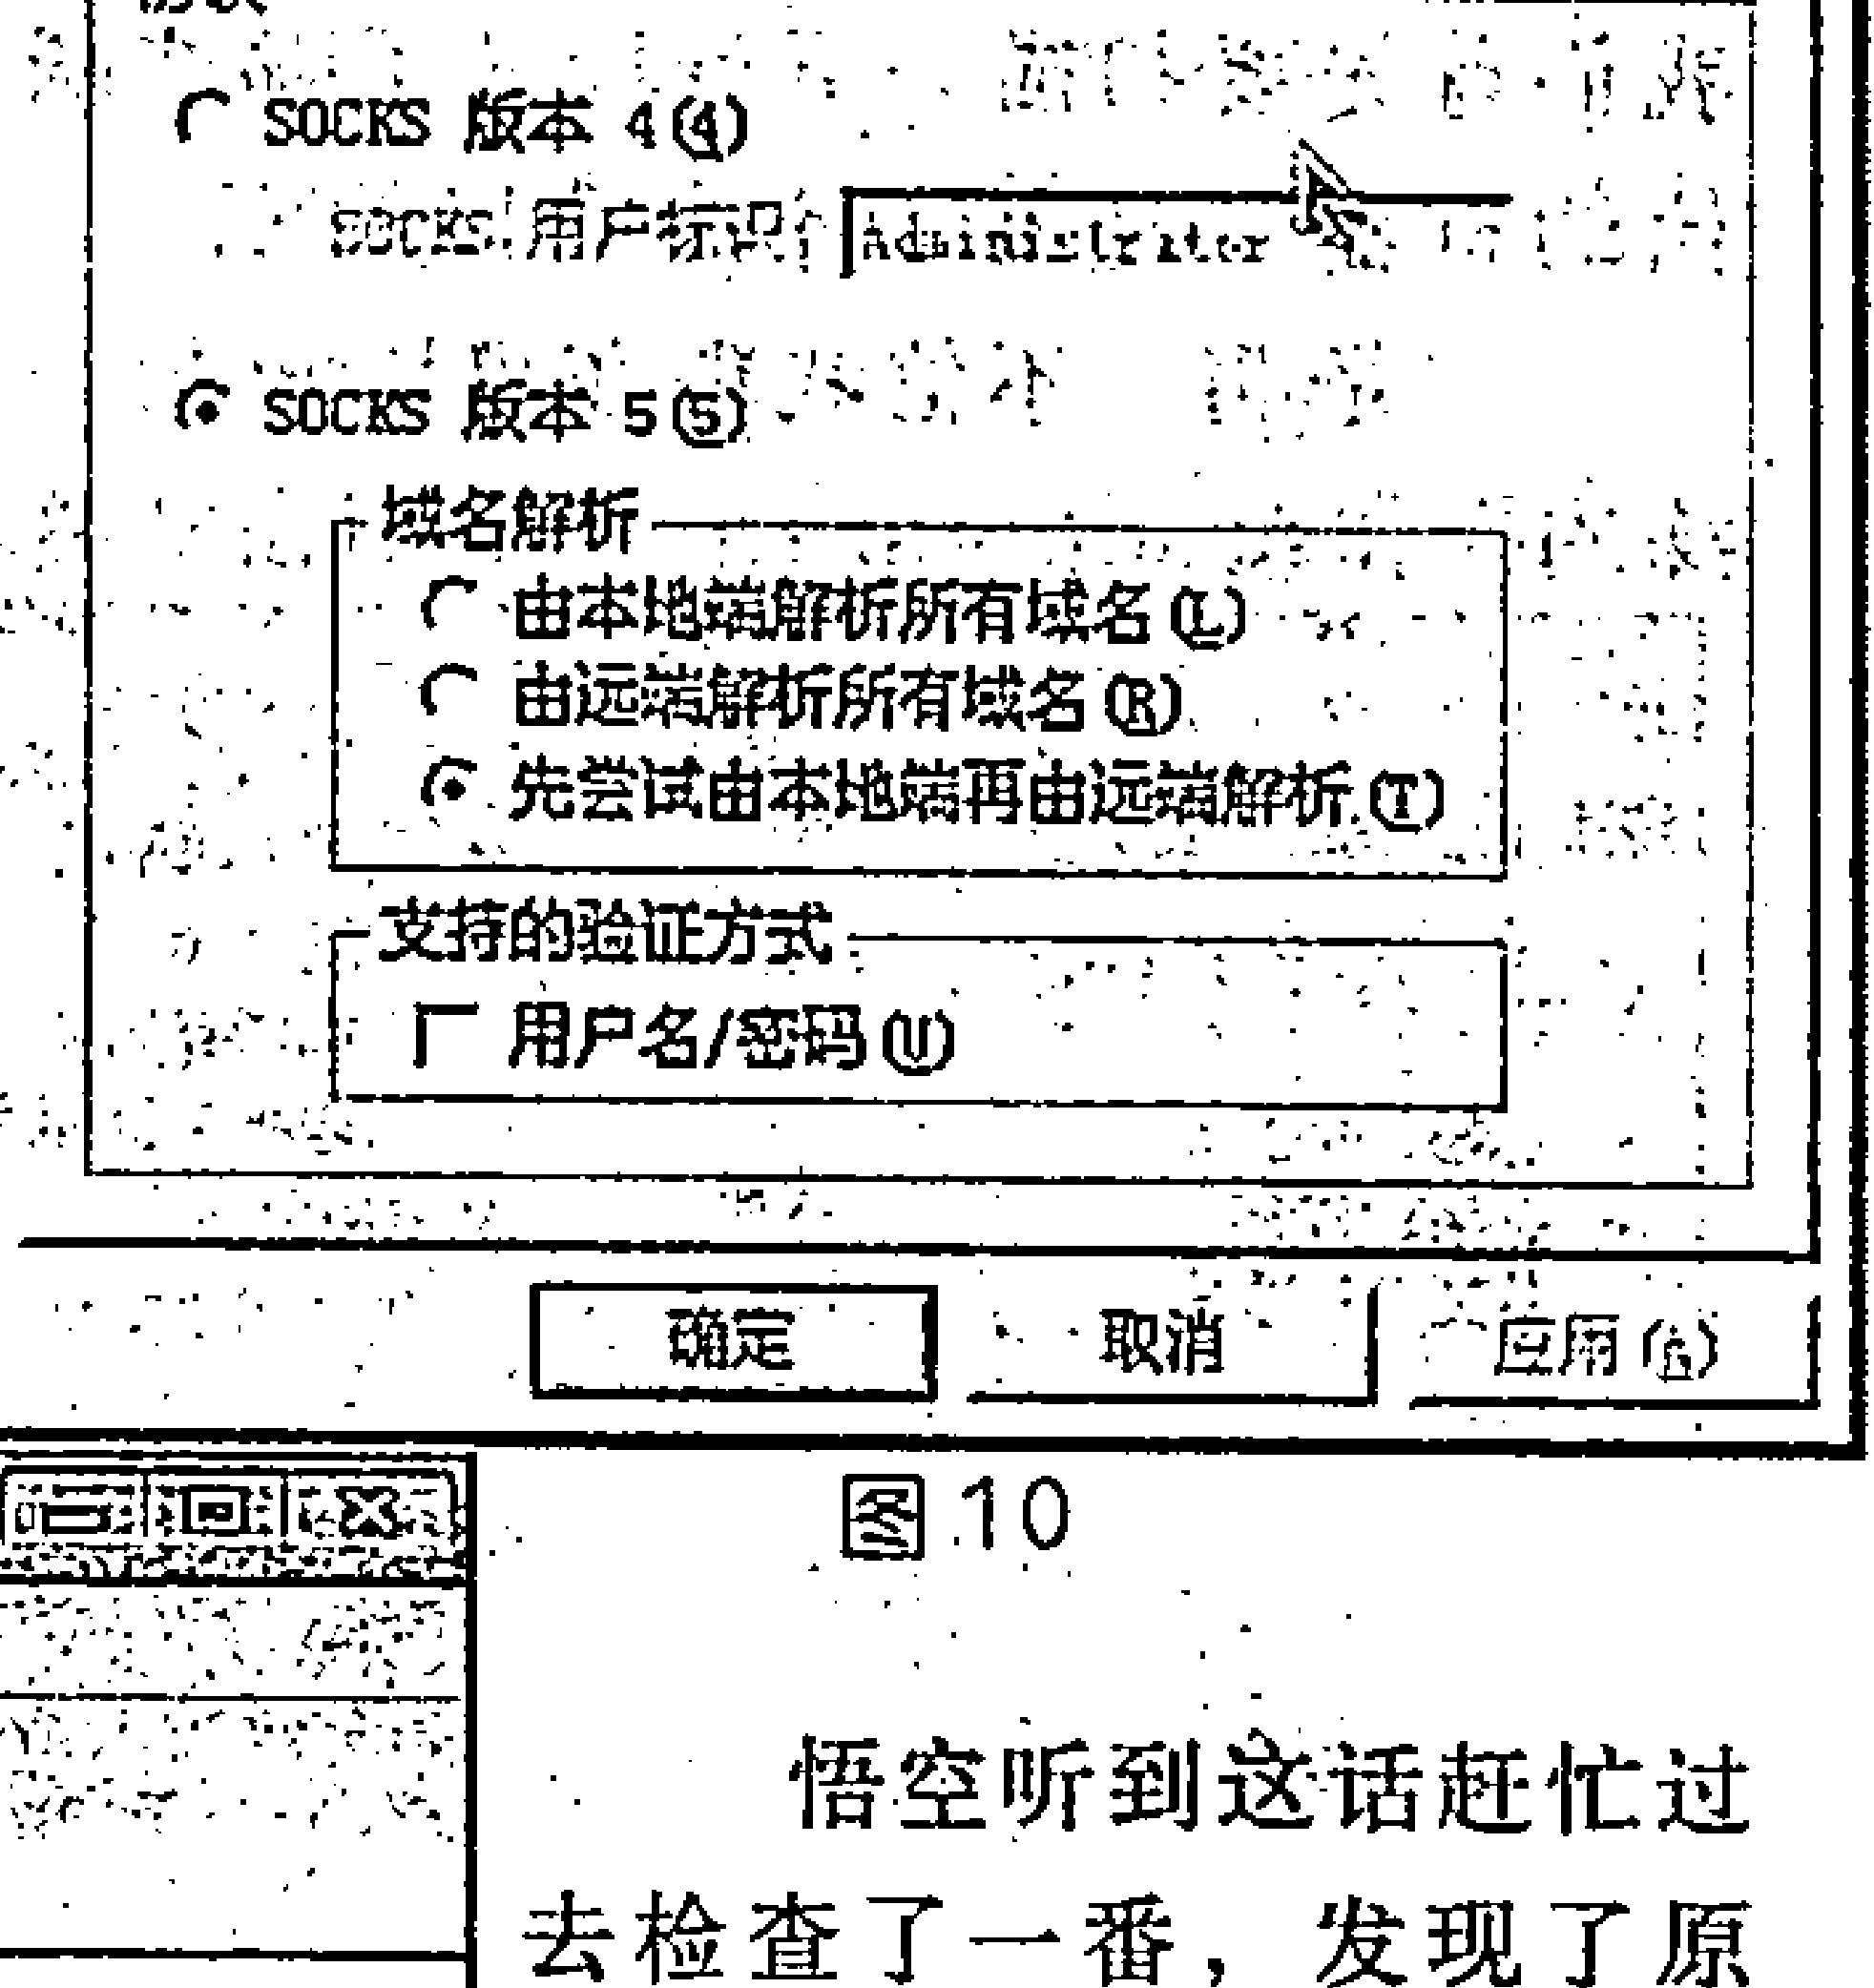 SOCKS 版本 4(4)
SOCKS 用户标识 Administrator
SOCKS 版本 5(5)
域名解析
由本地端解析所有域名(L)
由远端解析所有域名(R)
先尝试由本地端再由远端解析(T)
支持的验证方式
用户名/密码(U)
确定 取消 应用(A)
图 10
悟空听到这话赶忙过
去检查了一番，发现了原